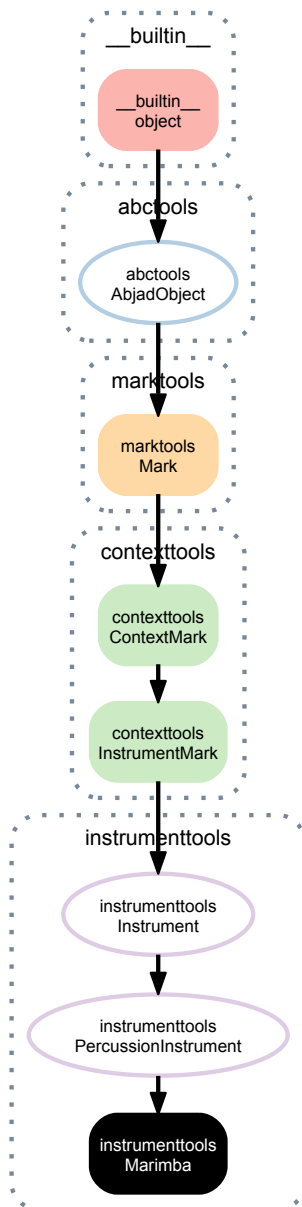 __builtin__
__builtin__
object
abctools
abctools
AbjadObject
marktools
marktools
Mark
contexttools
contexttools
ContextMark
contexttools
InstrumentMark
instrumenttools
instrumenttools
Instrument
instrumenttools
PercussionInstrument
instrumenttools
Marimba